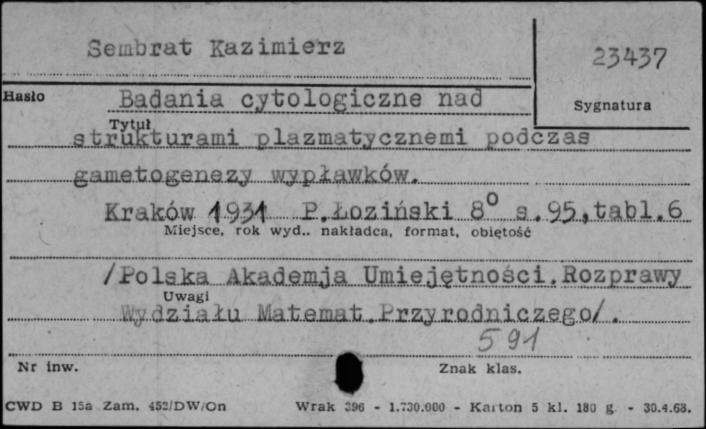 Sembrat Kazimierz
23437
Hasło
Badania cytologiczne nad
Sygnatura
Tytuł
strukturami plazmatycznemi podczas
gametogenezy wypławków.
Kraków 1931 P.Łoziński 8° s.95,tabl.6
Miejsce, rok wyd.. nakładca, format, objętość
/Polska Akademja Umiejętności.Rozprawy
Uwagi
Wydziału Matemat.Przyrodniczego/.
591
Nr inw.
Znak klas.
CWD B 15a Zam. 452/DW/On Wrak 396 - 1.730.000 - Karton 5 kl. 180 g. - 30.4.68.